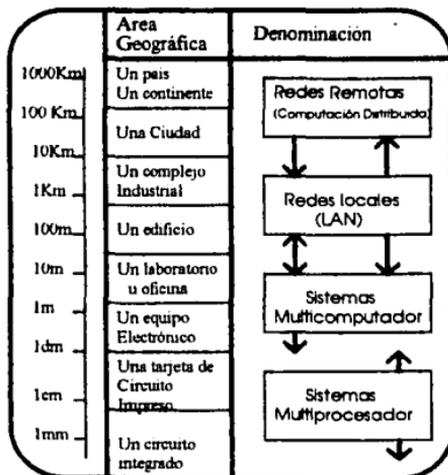 Area
Geográfica
Denominación
1000Km
100 Km
10Km
1Km
100m
10m
1m
1dm
1cm
1mm
Un pais
Un continente
Una Ciudad
Un complejo
Industrial
Un edificio
Un laboratorio
u oficina
Un equipo
Electrónico
Una tarjeta de
Circuito
Impreso
Un circuito
integrado
Redes Remotas
(Computación Distribuida)
Redes locales
(LAN)
Sistemas
Multicomputador
Sistemas
Multiprocesador